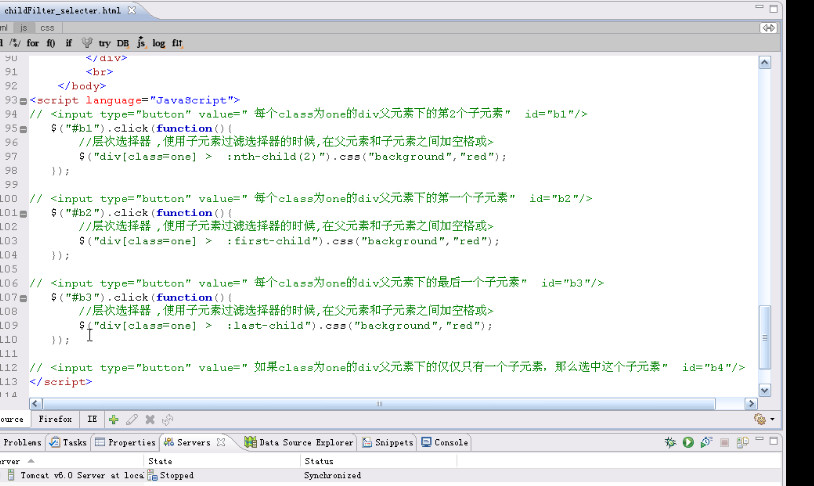 childFilter_selecter.html
ml js css
for f() if try DB js log
90 </div>
91 <br>
92 </body>
93 <script language="JavaScript">
94 // <input type="button" value=" 每个class为one的div父元素下的第2个子元素" id="b1"/>
95 $("#b1").click(function(){
96 //层次选择器 ,使用子元素过滤选择器的时候,在父元素和子元素之间加空格或>
97 $("div[class=one] > :nth-child(2)").css("background","red");
98 });
99
100 // <input type="button" value=" 每个class为one的div父元素下的第一个子元素" id="b2"/>
101 $("#b2").click(function(){
102 //层次选择器 ,使用子元素过滤选择器的时候,在父元素和子元素之间加空格或>
103 $("div[class=one] > :first-child").css("background","red");
104 });
105
106 // <input type="button" value=" 每个class为one的div父元素下的最后一个子元素" id="b3"/>
107 $("#b3").click(function(){
108 //层次选择器 ,使用子元素过滤选择器的时候,在父元素和子元素之间加空格或>
109 $("div[class=one] > :last-child").css("background","red");
110 });
111
112 // <input type="button" value=" 如果class为one的div父元素下的仅仅只有一个子元素, 那么选中这个子元素" id="b4"/>
113 </script>
114
ource Firefox IE
Problems Tasks Properties Servers Data Source Explorer Snippets Console
rver State Status
Tomcat v6.0 Server at loca Stopped Synchronized